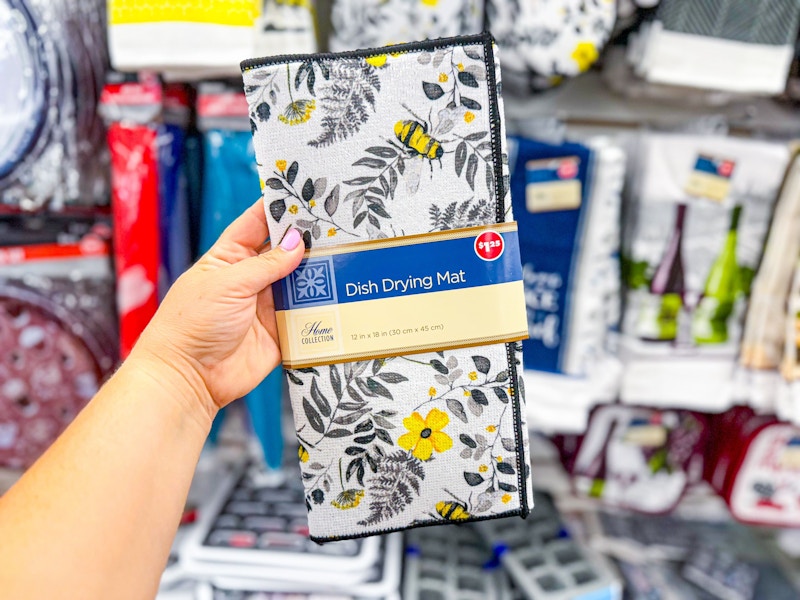 $1.25
Dish Drying Mat
Home
COLLECTION
12 in x 18 in (30 cm x 45 cm)